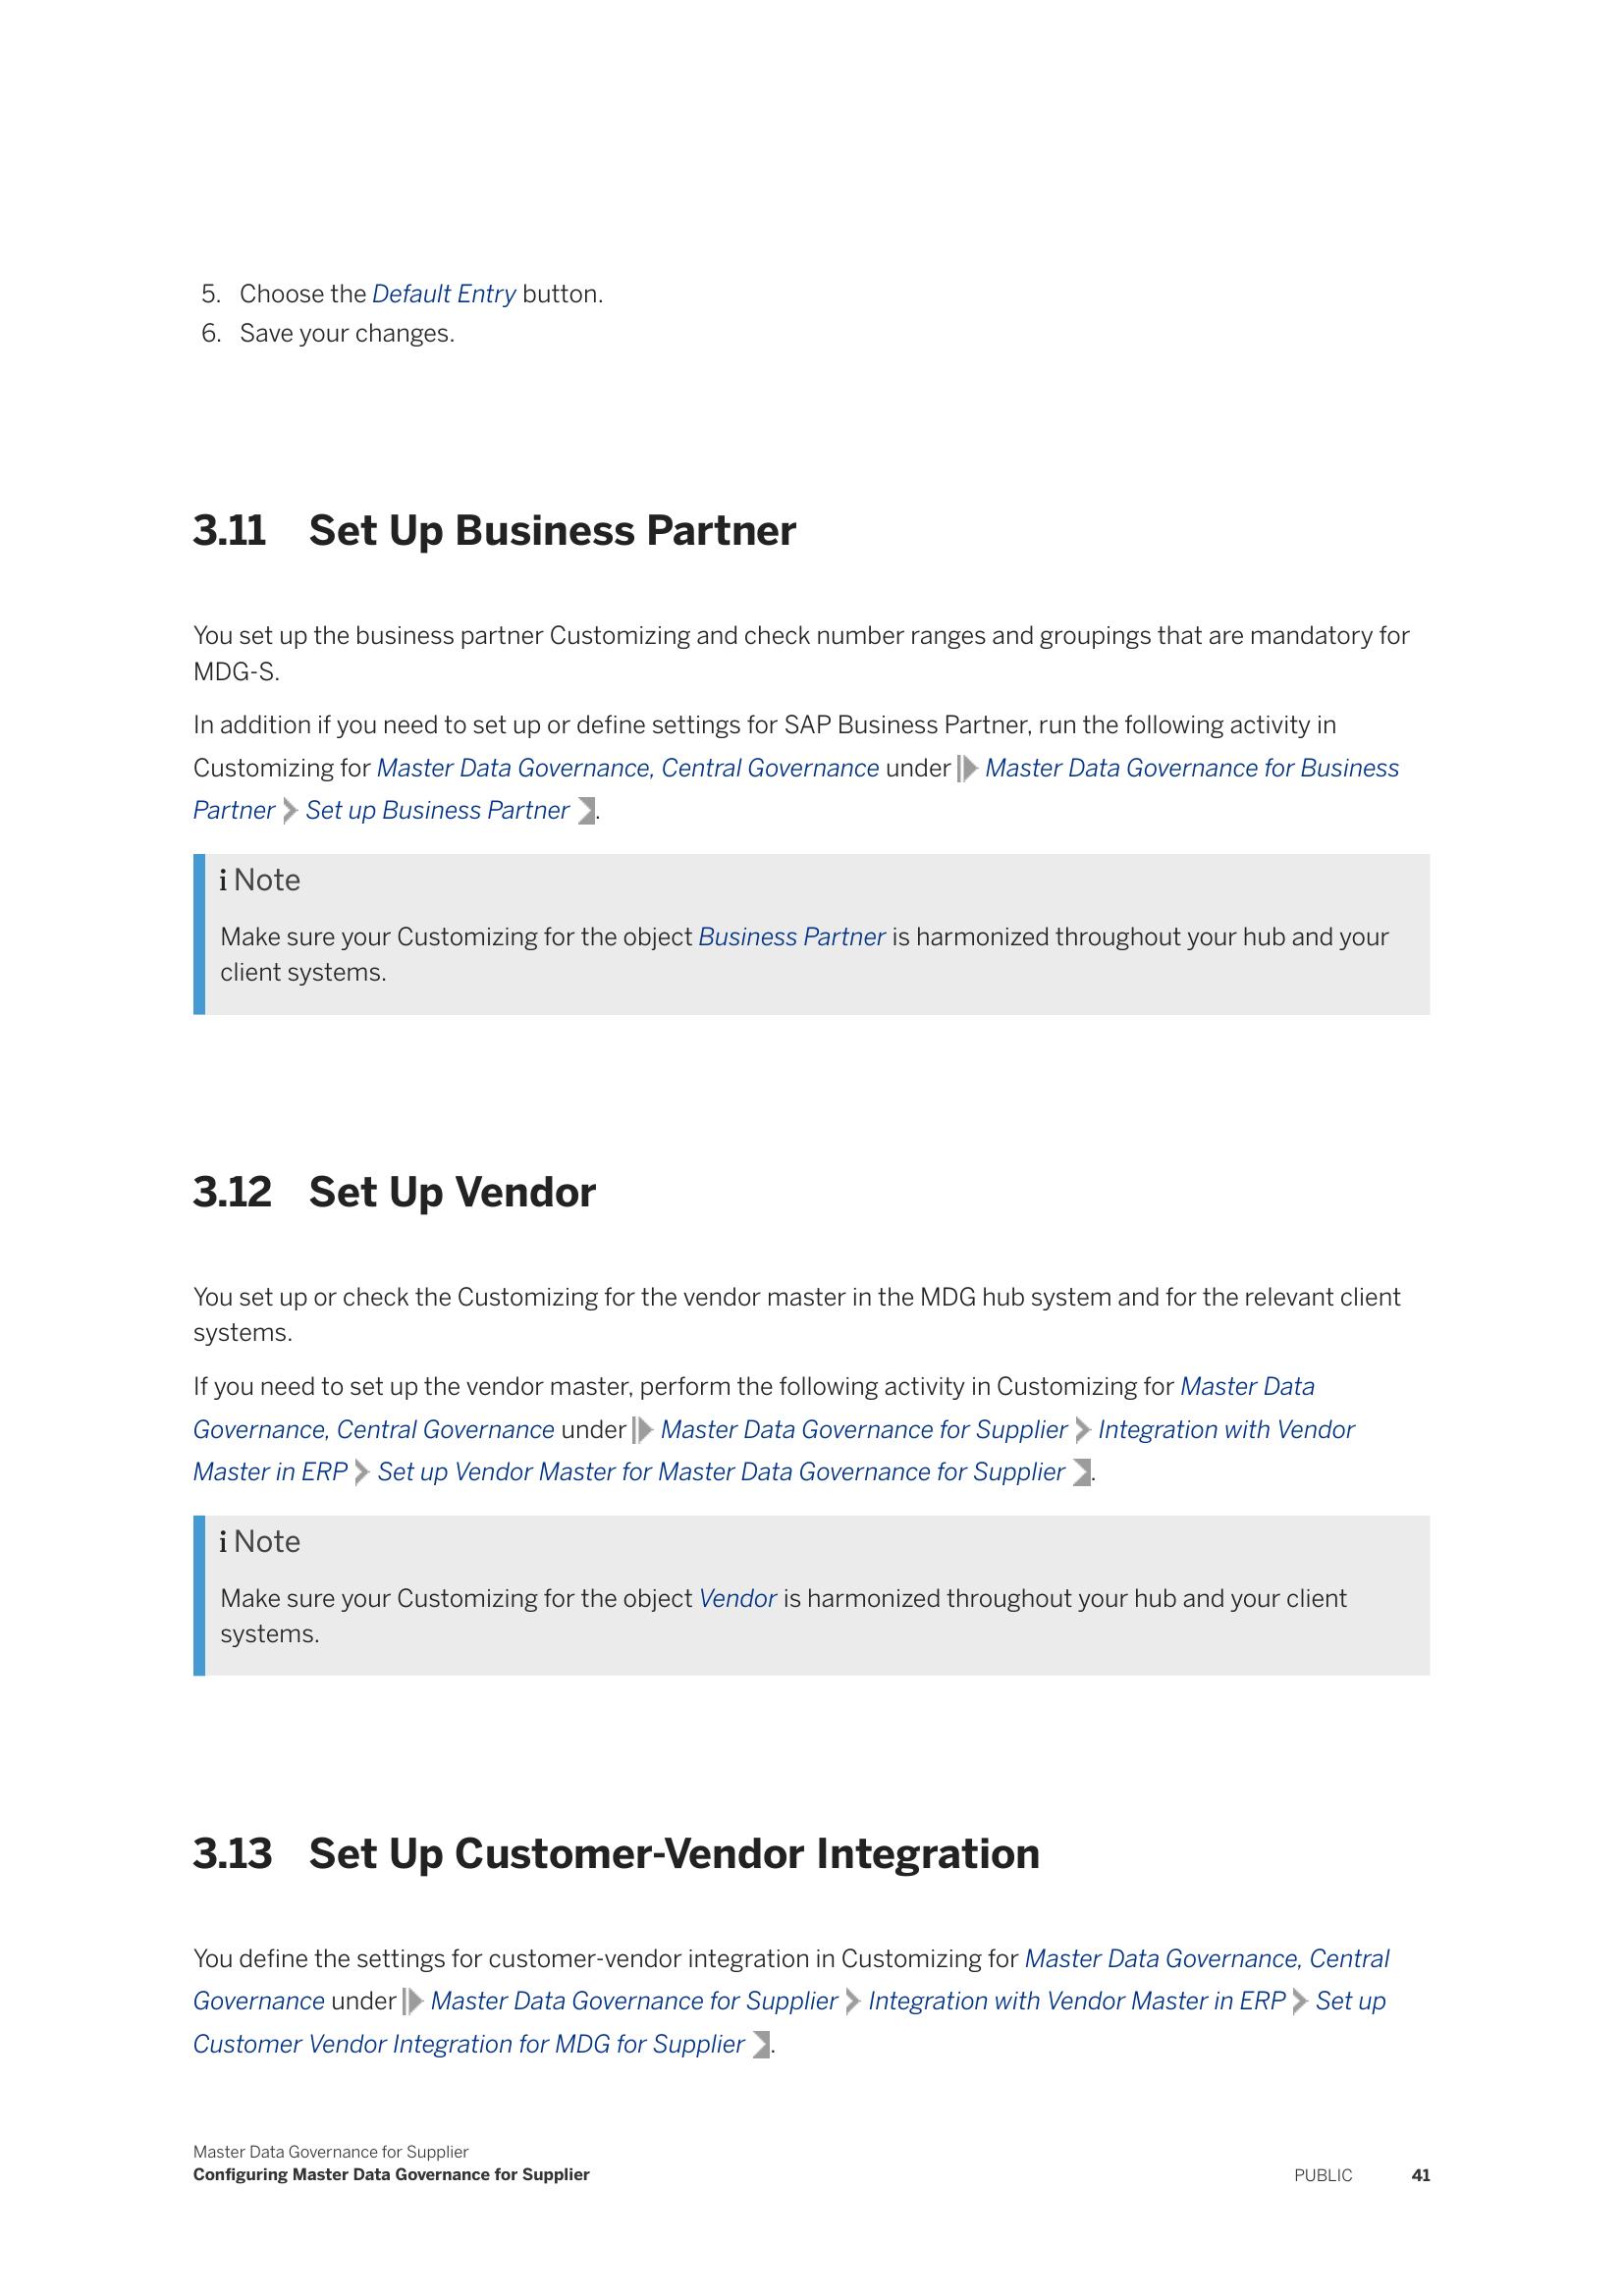 5. Choose the Default Entry button.
6. Save your changes.
3.11 Set Up Business Partner
You set up the business partner Customizing and check number ranges and groupings that are mandatory for
MDG-S.
In addition if you need to set up or define settings for SAP Business Partner, run the following activity in
Customizing for Master Data Governance, Central Governance under Master Data Governance for Business
Partner Set up Business Partner .
i Note
Make sure your Customizing for the object Business Partner is harmonized throughout your hub and your
client systems.
3.12 Set Up Vendor
You set up or check the Customizing for the vendor master in the MDG hub system and for the relevant client
systems.
If you need to set up the vendor master, perform the following activity in Customizing for Master Data
Governance, Central Governance under Master Data Governance for Supplier Integration with Vendor
Master in ERP Set up Vendor Master for Master Data Governance for Supplier .
i Note
Make sure your Customizing for the object Vendor is harmonized throughout your hub and your client
systems.
3.13 Set Up Customer-Vendor Integration
You define the settings for customer-vendor integration in Customizing for Master Data Governance, Central
Governance under Master Data Governance for Supplier Integration with Vendor Master in ERP Set up
Customer Vendor Integration for MDG for Supplier .
Master Data Governance for Supplier
Configuring Master Data Governance for Supplier PUBLIC 41